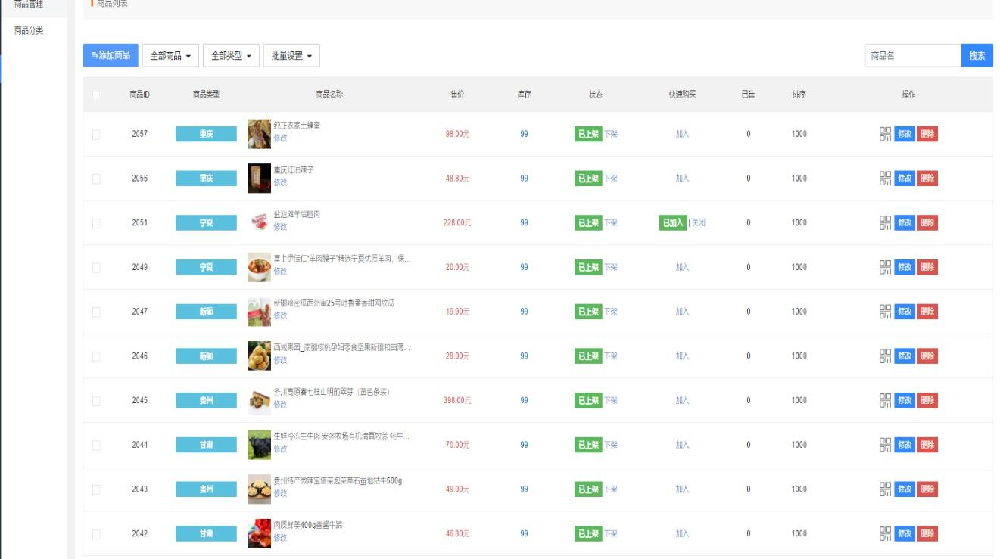 商品管理
商品列表
商品分类
添加商品 全部商品 全部类型 批量设置 商品名 搜索
商品ID 商品类型 商品名称 售价 库存 状态 快速购买 已售 排序 操作
2057 重庆 纯正农家土蜂蜜 98.00元 99 已上架 下架 加入 0 1000 修改 删除
修改
2056 重庆 重庆红油辣子 48.80元 99 已上架 下架 加入 0 1000 修改 删除
修改
2051 宁夏 盐池滩羊后腿肉 228.00元 99 已上架 下架 已加入 | 关闭 0 1000 修改 删除
修改
2049 宁夏 塞上伊佳仁“羊肉臊子”精选宁夏优质羊肉，保... 20.00元 99 已上架 下架 加入 0 1000 修改 删除
修改
2047 新疆 新疆哈密瓜西州蜜25号吐鲁番香甜网纹瓜 19.90元 99 已上架 下架 加入 0 1000 修改 删除
修改
2046 新疆 西域果园_南疆核桃孕妇零食坚果新疆和田薄... 28.00元 99 已上架 下架 加入 0 1000 修改 删除
修改
2045 贵州 务川高原春七柱山明前翠芽（黄色条装） 398.00元 99 已上架 下架 加入 0 1000 修改 删除
修改
2044 甘肃 生鲜冷冻生牛肉 安多牧场有机清真牧养 牦牛... 70.00元 99 已上架 下架 加入 0 1000 修改 删除
修改
2043 贵州 贵州特产微辣宝塔菜泡菜草石蚕地牯牛500g 49.00元 99 已上架 下架 加入 0 1000 修改 删除
修改
2042 甘肃 肉质鲜美400g香酱牛蹄 46.80元 99 已上架 下架 加入 0 1000 修改 删除
修改